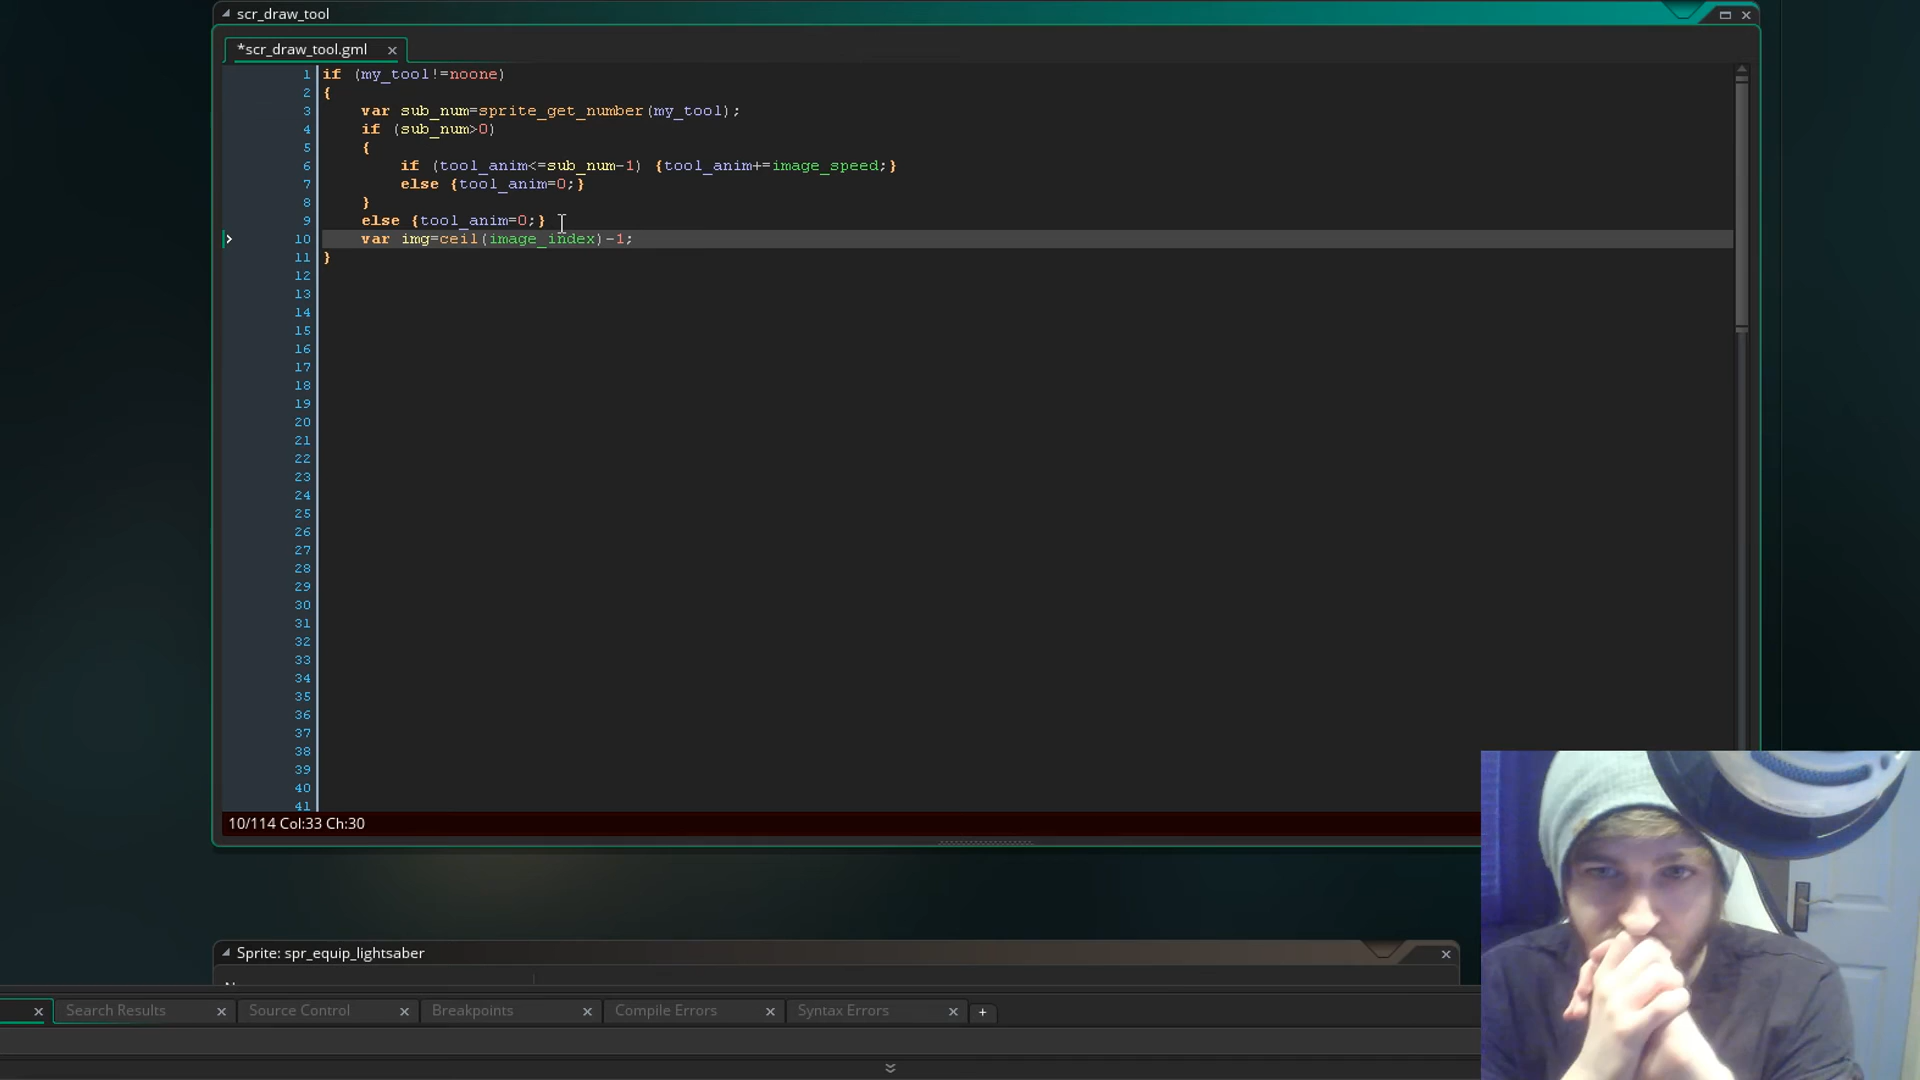 scr_draw_tool
*scr_draw_tool.gml
1 if (my_tool!=noone)
2 {
3 var sub_num=sprite_get_number(my_tool);
4 if (sub_num>0)
5 {
6 if (tool_anim<=sub_num-1) {tool_anim+=image_speed;}
7 else {tool_anim=0;}
8 }
9 else {tool_anim=0;}
10 var img=ceil(image_index)-1;
11 }
12
13
14
15
16
17
18
19
20
21
22
23
24
25
26
27
28
29
30
31
32
33
34
35
36
37
38
39
40
41
10/114 Col:33 Ch:30
Sprite: spr_equip_lightsaber
Search Results
Source Control
Breakpoints
Compile Errors
Syntax Errors